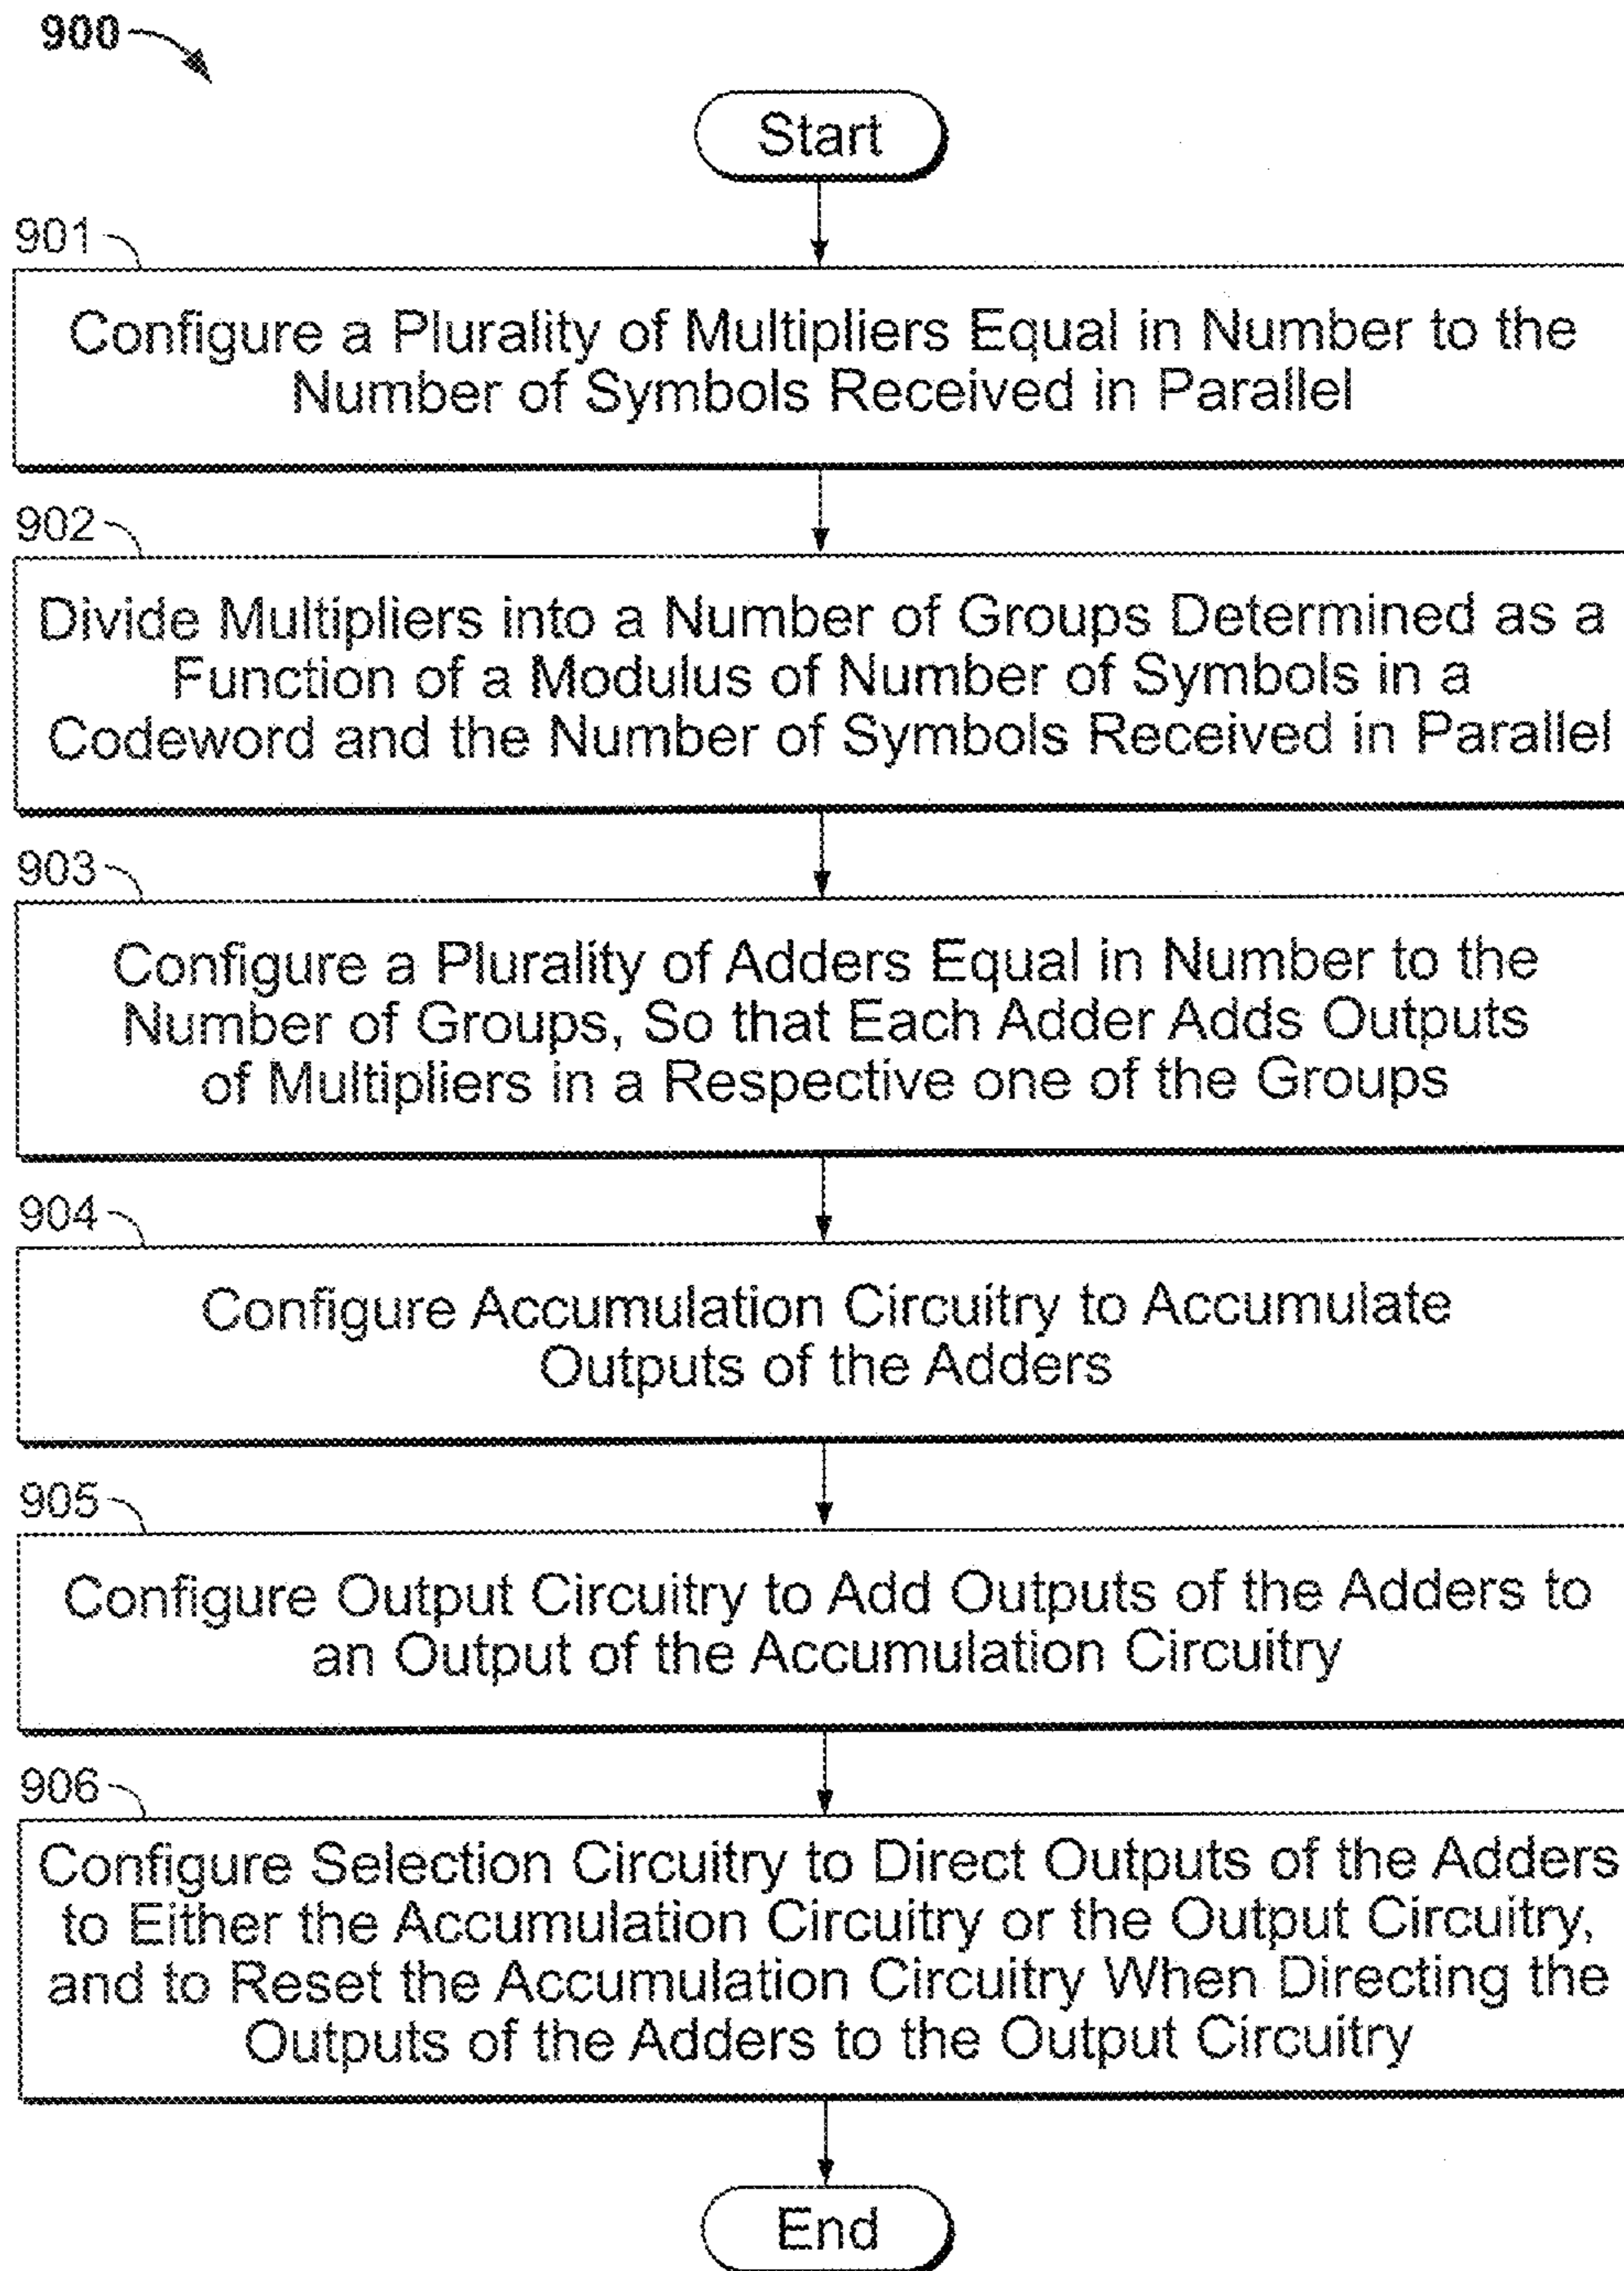 900
Start
901
Configure a Plurality of Multipliers Equal in Number to the
Number of Symbols Received in Parallel
902
Divide Multipliers into a Number of Groups Determined as a
Function of a Modulus of Number of Symbols in a
Codeword and the Number of Symbols Received in Parallel
903
Configure a Plurality of Adders Equal in Number to the
Number of Groups, So that Each Adder Adds Outputs
of Multipliers in a Respective one of the Groups
904
Configure Accumulation Circuitry to Accumulate
Outputs of the Adders
905
Configure Output Circuitry to Add Outputs of the Adders to
an Output of the Accumulation Circuitry
906
Configure Selection Circuitry to Direct Outputs of the Adders
to Either the Accumulation Circuitry or the Output Circuitry,
and to Reset the Accumulation Circuitry When Directing the
Outputs of the Adders to the Output Circuitry
End